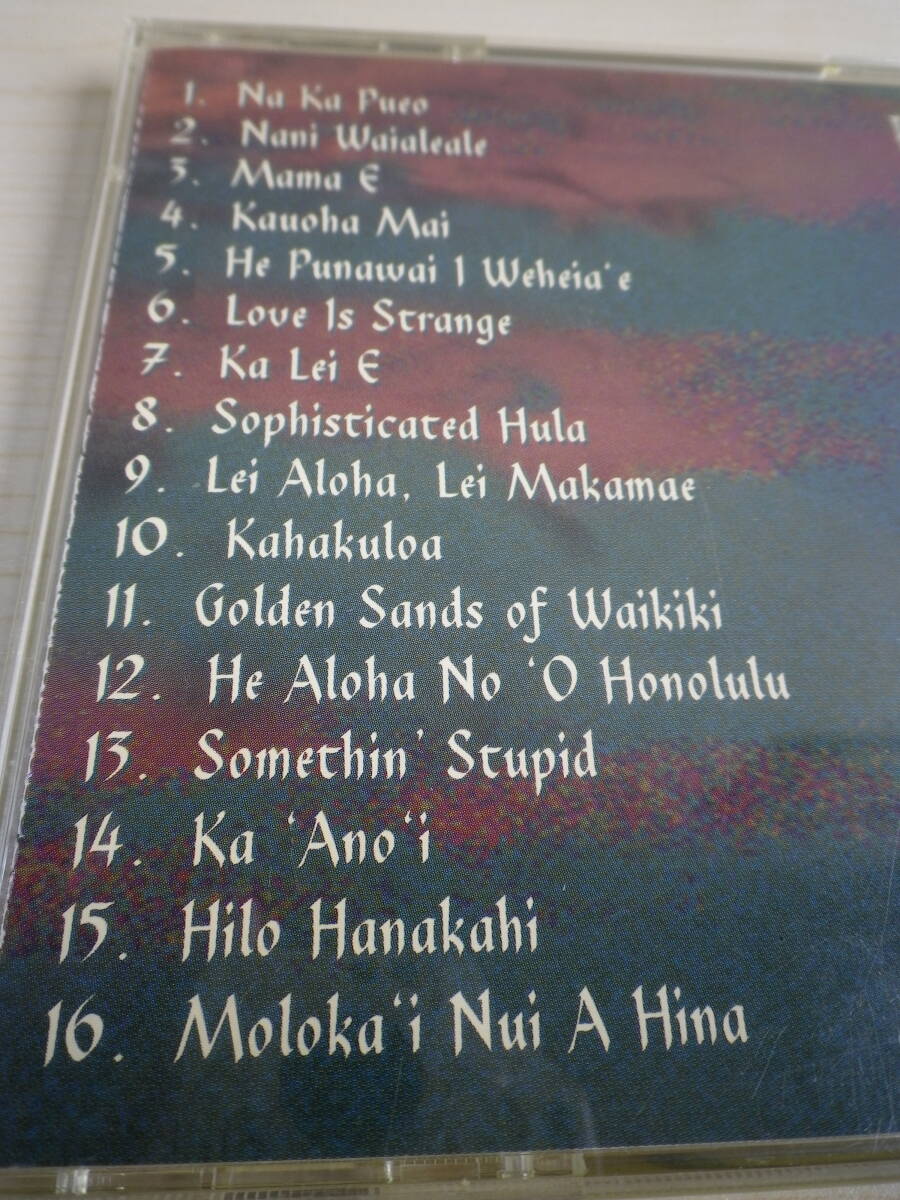 1. Na Ka Pueo
2. Nani Waialeale
3. Mama E
4. Kauoha Mai
5. He Punawai I Weheia'e
6. Love Is Strange
7. Ka Lei E
8. Sophisticated Hula
9. Lei Aloha, Lei Makamae
10. Kahakuloa
11. Golden Sands of Waikiki
12. He Aloha No ‘O Honolulu
13. Somethin’ Stupid
14. Ka ‘Ano‘i
15. Hilo Hanakahi
16. Moloka‘i Nui A Hina